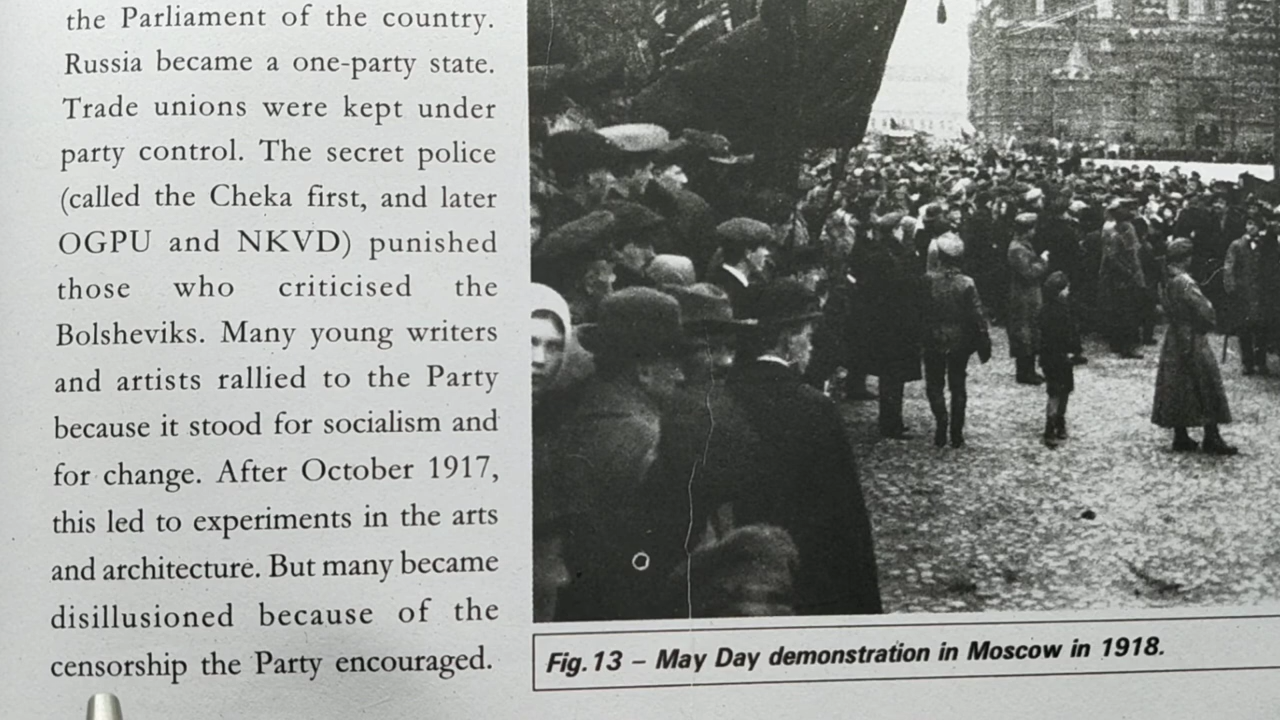 the Parliament of the country.
Russia became a one-party state.
Trade unions were kept under
party control. The secret police
(called the Cheka first, and later
OGPU and NKVD) punished
those who criticised the
Bolsheviks. Many young writers
and artists rallied to the Party
because it stood for socialism and
for change. After October 1917,
this led to experiments in the arts
and architecture. But many became
disillusioned because of the
censorship the Party encouraged.
Fig. 13 – May Day demonstration in Moscow in 1918.